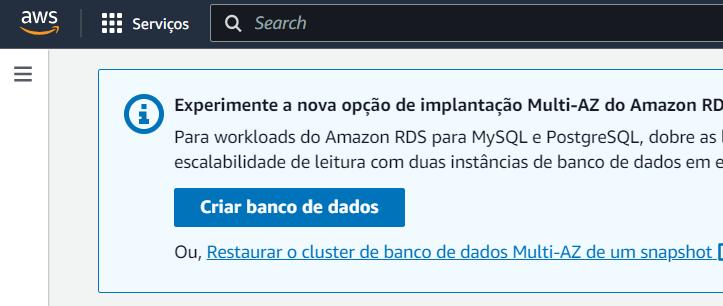 aws
Serviços
Search
Experimente a nova opção de implantação Multi-AZ do Amazon RD
Para workloads do Amazon RDS para MySQL e PostgreSQL, dobre as
escalabilidade de leitura com duas instâncias de banco de dados em
Criar banco de dados
Ou, Restaurar o cluster de banco de dados Multi-AZ de um snapshot